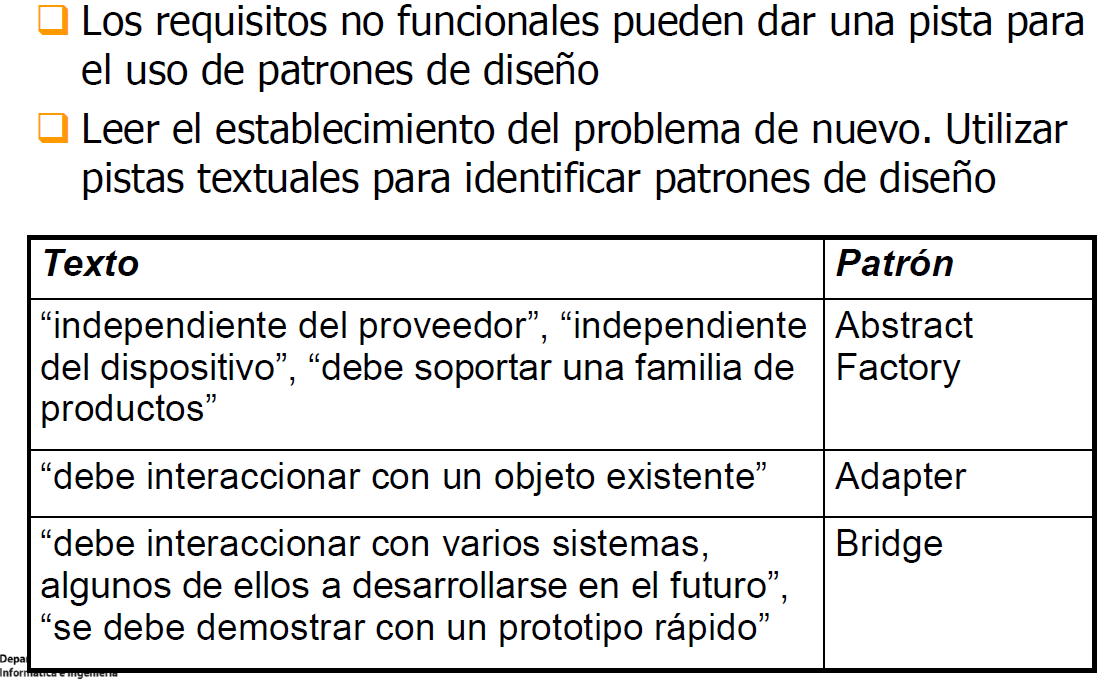 Los requisitos no funcionales pueden dar una pista para
el uso de patrones de diseño
Leer el establecimiento del problema de nuevo. Utilizar
pistas textuales para identificar patrones de diseño
Texto
Patrón
“independiente del proveedor”, “independiente
del dispositivo”, “debe soportar una familia de
productos”
Abstract
Factory
“debe interaccionar con un objeto existente”
Adapter
“debe interaccionar con varios sistemas,
algunos de ellos a desarrollarse en el futuro”,
“se debe demostrar con un prototipo rápido”
Bridge
Depa
Informática e Ingeniería